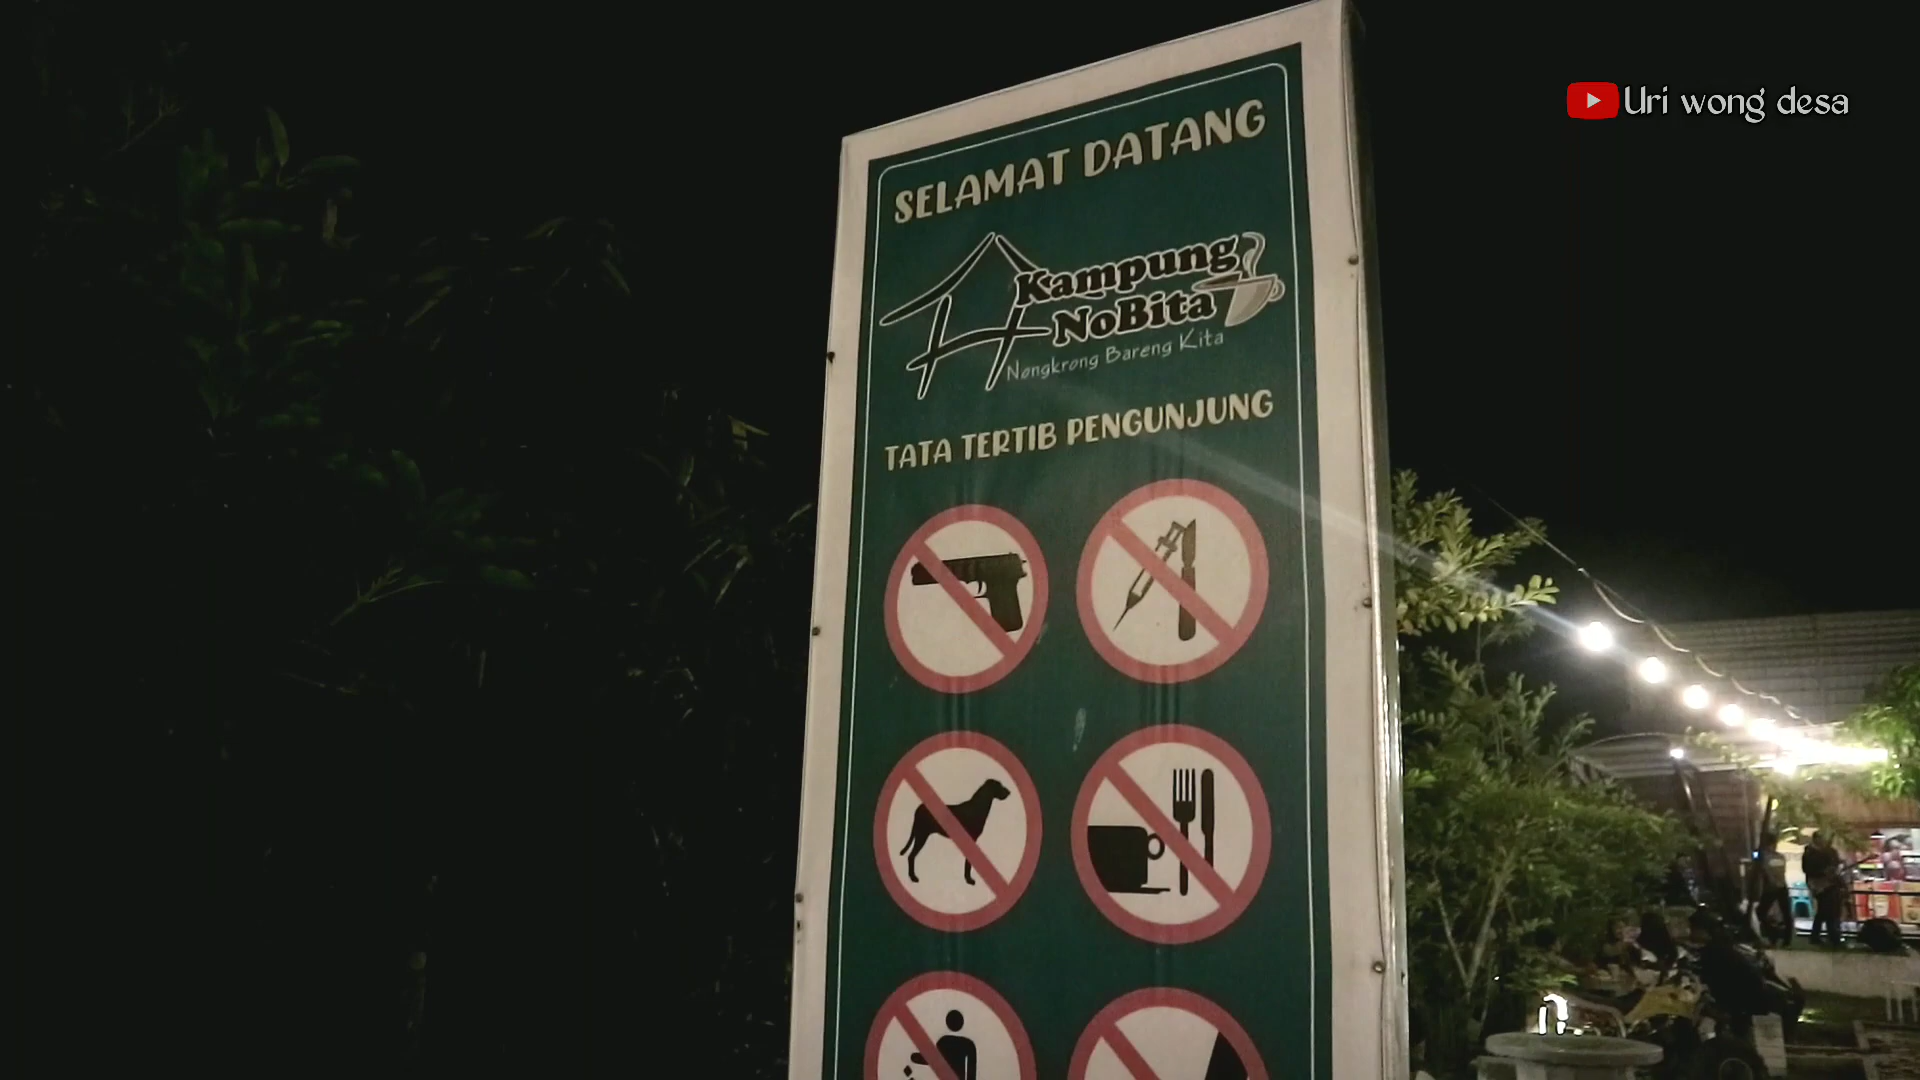 Uri wong desa
SELAMAT DATANG
Kampung
NoBita
Nongkrong Bareng Kita
TATA TERTIB PENGUNJUNG